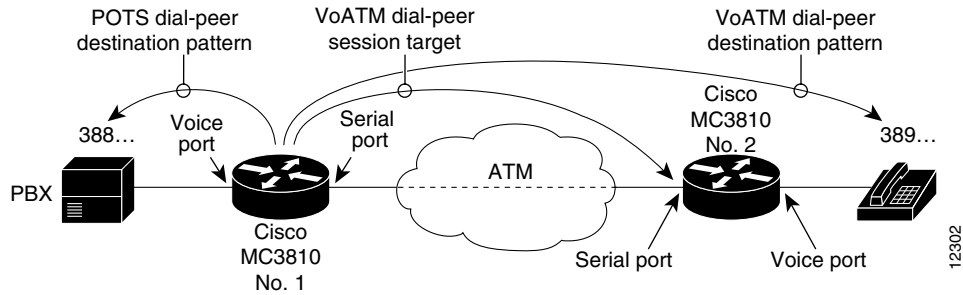 POTS dial-peer
destination pattern
VoATM dial-peer
session target
VoATM dial-peer
destination pattern
388…
Voice
port
Serial
port
Cisco
MC3810
No. 2
389…
PBX
ATM
Cisco
MC3810
No. 1
Serial port
Voice port
12302